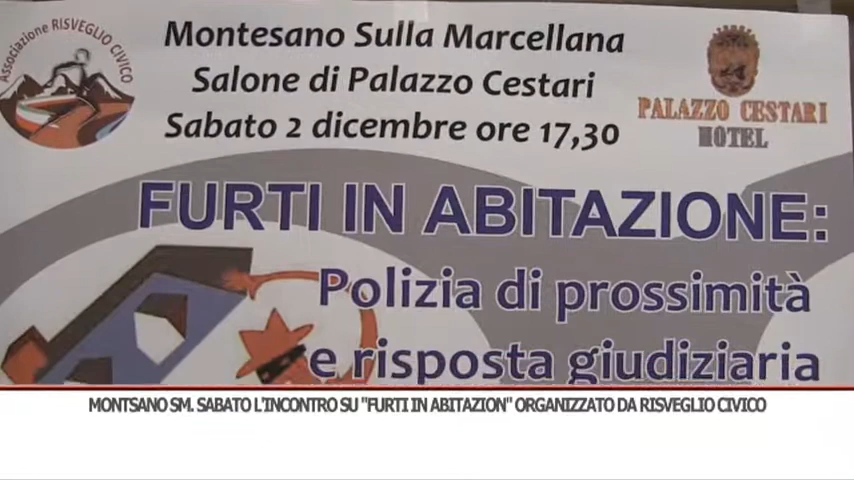 Associazione RISVEGLIO CIVICO
Montesano Sulla Marcellana
Salone di Palazzo Cestari
Sabato 2 dicembre ore 17,30
PALAZZO CESTARI
HOTEL
FURTI IN ABITAZIONE:
Polizia di prossimità
e risposta giudiziaria
MONTSANO SM. SABATO L'INCONTRO SU "FURTI IN ABITAZION" ORGANIZZATO DA RISVEGLIO CIVICO